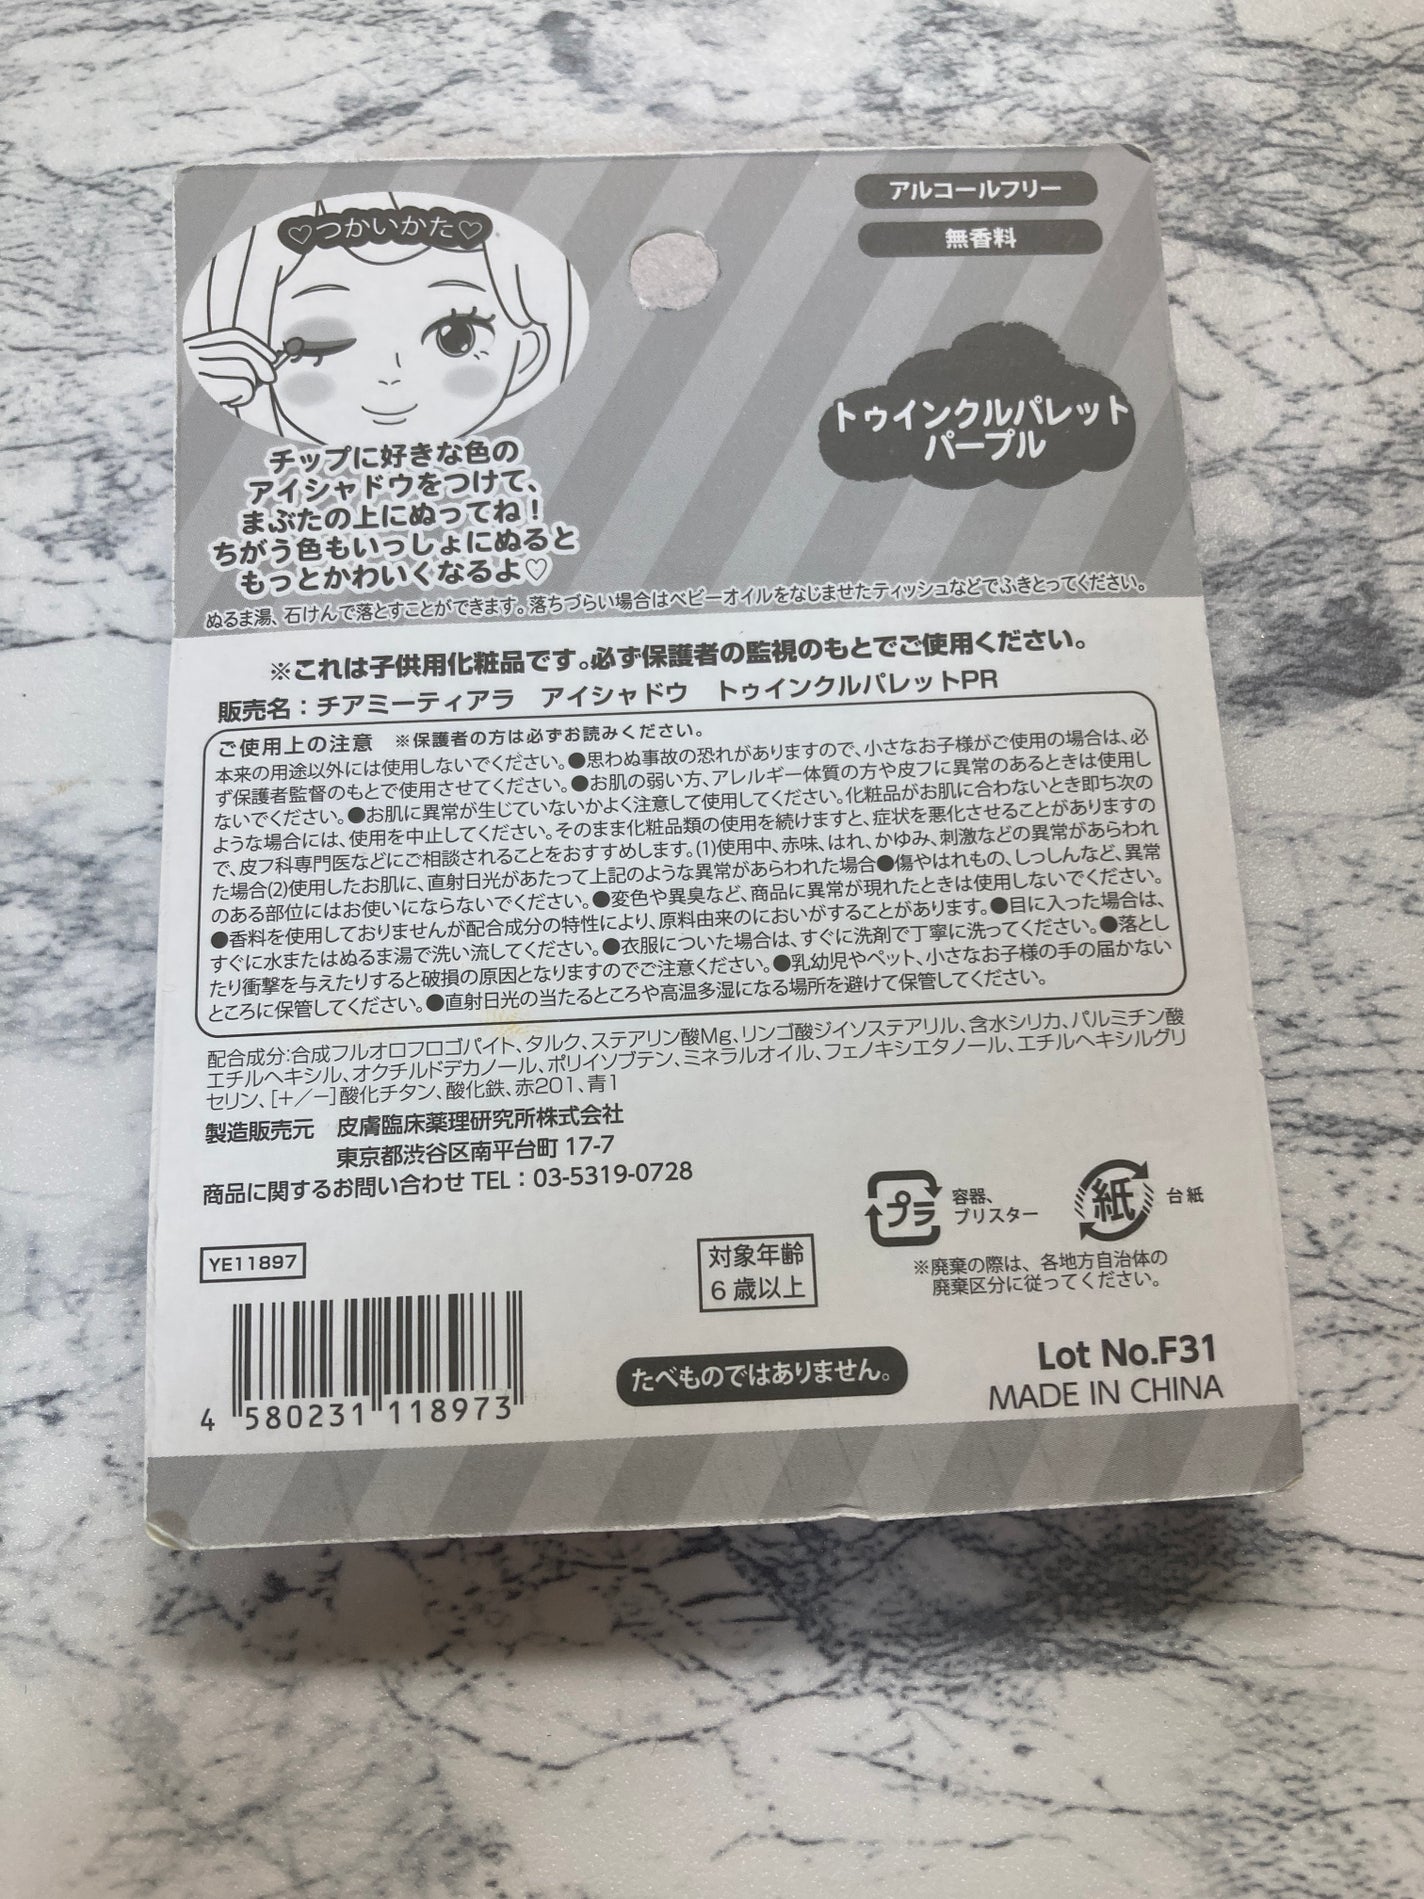 ♡つかいかた♡
アルコールフリー
無香料
トゥインクルパレット
パープル
チップに好きな色の
アイシャドウをつけて、
まぶたの上にぬってね！
ちがう色もいっしょにぬると
もっとかわいくなるよ♡
ぬるま湯、石けんで落とすことができます。落ちづらい場合はベビーオイルをなじませたティッシュなどでふきとってください。
※これは子供用化粧品です。必ず保護者の監視のもとでご使用ください。
販売名：チアミーティアラ　アイシャドウ　トゥインクルパレットPR
ご使用上の注意　※保護者の方は必ずお読みください。
本来の用途以外には使用しないでください。●思わぬ事故の恐れがありますので、小さなお子様がご使用の場合は、必
ず保護者監督のもとで使用させてください。●お肌の弱い方、アレルギー体質の方や皮フに異常のあるときは使用し
ないでください。●お肌に異常が生じていないかよく注意して使用してください。化粧品がお肌に合わないとき即ち次の
ような場合には、使用を中止してください。そのまま化粧品類の使用を続けますと、症状を悪化させることがありますの
で、皮フ科専門医などにご相談されることをおすすめします。(1)使用中、赤味、はれ、かゆみ、刺激などの異常があらわれ
た場合(2)使用したお肌に、直射日光があたって上記のような異常があらわれた場合●傷やはれもの、しっしんなど、異常
のある部位にはお使いにならないでください。●変色や異臭など、商品に異常が現れたときは使用しないでください。
●香料を使用しておりませんが配合成分の特性により、原料由来のにおいがすることがあります。●目に入った場合は、
すぐに水またはぬるま湯で洗い流してください。●衣服についた場合は、すぐに洗剤で丁寧に洗ってください。●落とし
たり衝撃を与えたりすると破損の原因となりますのでご注意ください。●乳幼児やペット、小さなお子様の手の届かない
ところに保管してください。●直射日光の当たるところや高温多湿になる場所を避けて保管してください。
配合成分:合成フルオロフロゴパイト、タルク、ステアリン酸Mg、リンゴ酸ジイソステアリル、含水シリカ、パルミチン酸
エチルヘキシル、オクチルドデカノール、ポリイソブテン、ミネラルオイル、フェノキシエタノール、エチルヘキシルグリ
セリン、[＋／－]酸化チタン、酸化鉄、赤201、青1
製造販売元　皮膚臨床薬理研究所株式会社
東京都渋谷区南平台町 17-7
商品に関するお問い合わせ TEL：03-5319-0728
プラ
容器、
ブリスター
紙
台紙
※廃棄の際は、各地方自治体の
廃棄区分に従ってください。
YE11897
対象年齢
6 歳以上
4 580231 118973
たべものではありません。
Lot No.F31
MADE IN CHINA